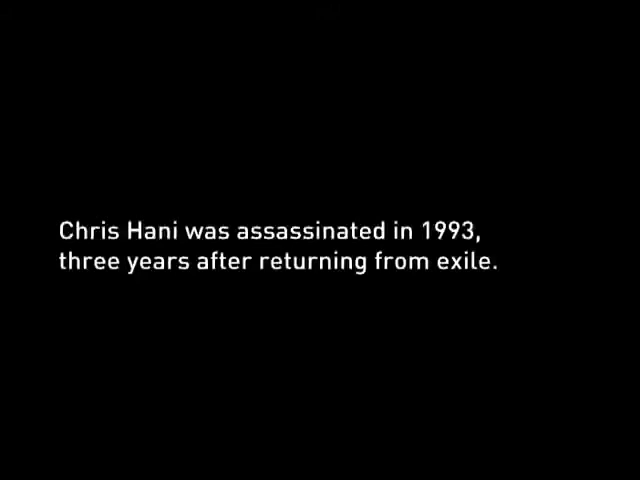 Chris Hani was assassinated in 1993,
three years after returning from exile.